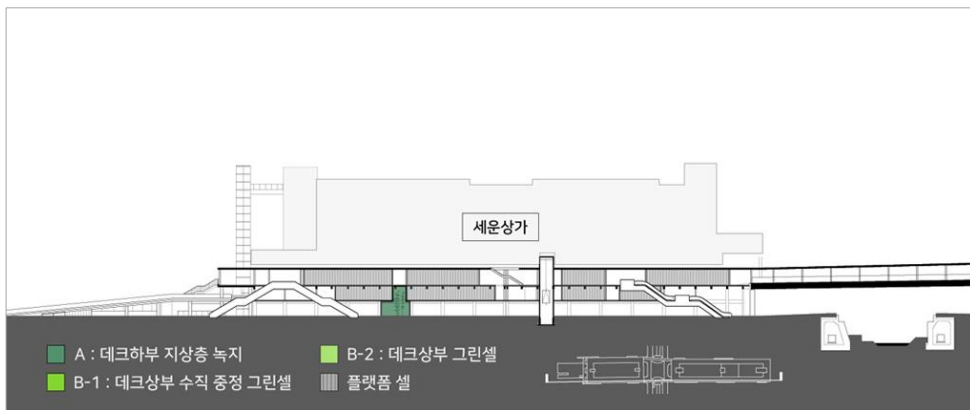 세운상가
A : 데크하부 지상층 녹지
B-2 : 데크상부 그린셀
B-1 : 데크상부 수직 중정 그린셀
플랫폼 셀